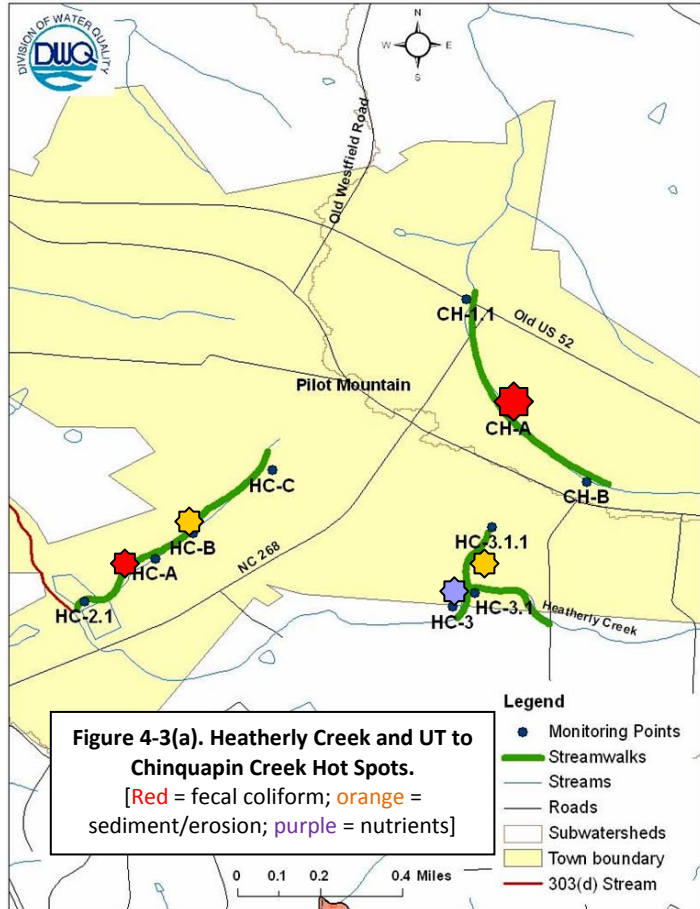 DIVISION OF WATER QUALITY
DWQ
N
W E
S
Old Westfield Road
CH-1.1
Old US 52
Pilot Mountain
CH-A
CH-B
HC-C
HC-B
HC-3.1.1
HC-A
NC 268
HC-2.1
HC-3.1
HC-3
Heatherly Creek
Figure 4-3(a). Heatherly Creek and UT to
Chinquapin Creek Hot Spots.
[Red = fecal coliform; orange =
sediment/erosion; purple = nutrients]
Legend
Monitoring Points
Streamwalks
Streams
Roads
Subwatersheds
Town boundary
303(d) Stream
0 0.2 0.4 Miles